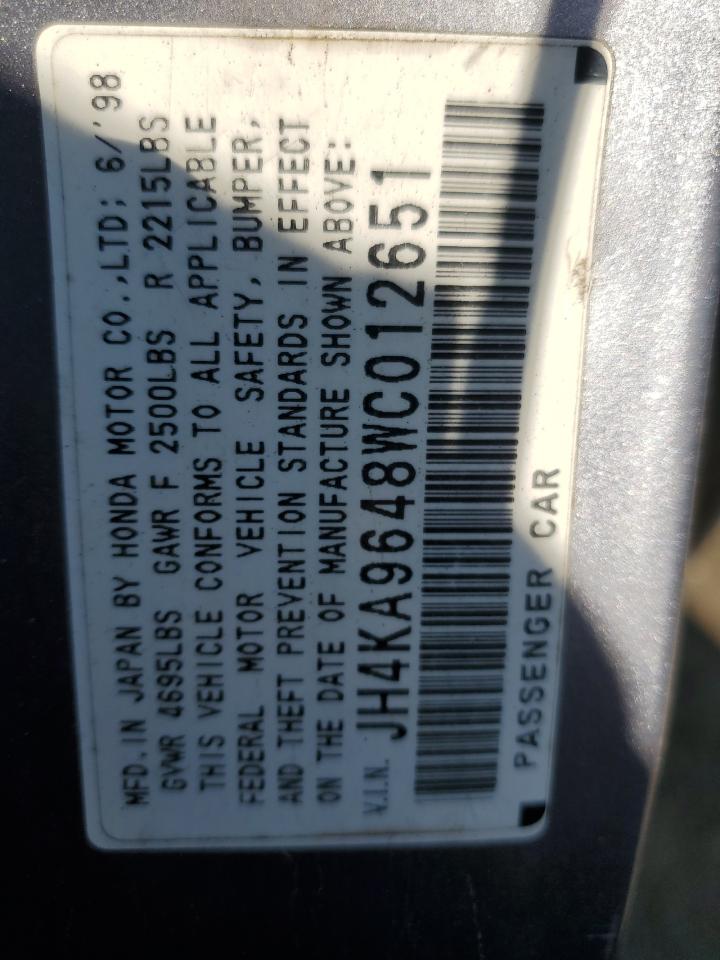 MFD. IN JAPAN BY HONDA MOTOR CO.,LTD; 6/'98
GVWR 4695LBS GAWR F 2500LBS R 2215LBS
THIS VEHICLE CONFORMS TO ALL APPLICABLE
FEDERAL MOTOR VEHICLE SAFETY, BUMPER,
AND THEFT PREVENTION STANDARDS IN EFFECT
ON THE DATE OF MANUFACTURE SHOWN ABOVE:
V.I.N. JH4KA9648WC012651
PASSENGER CAR